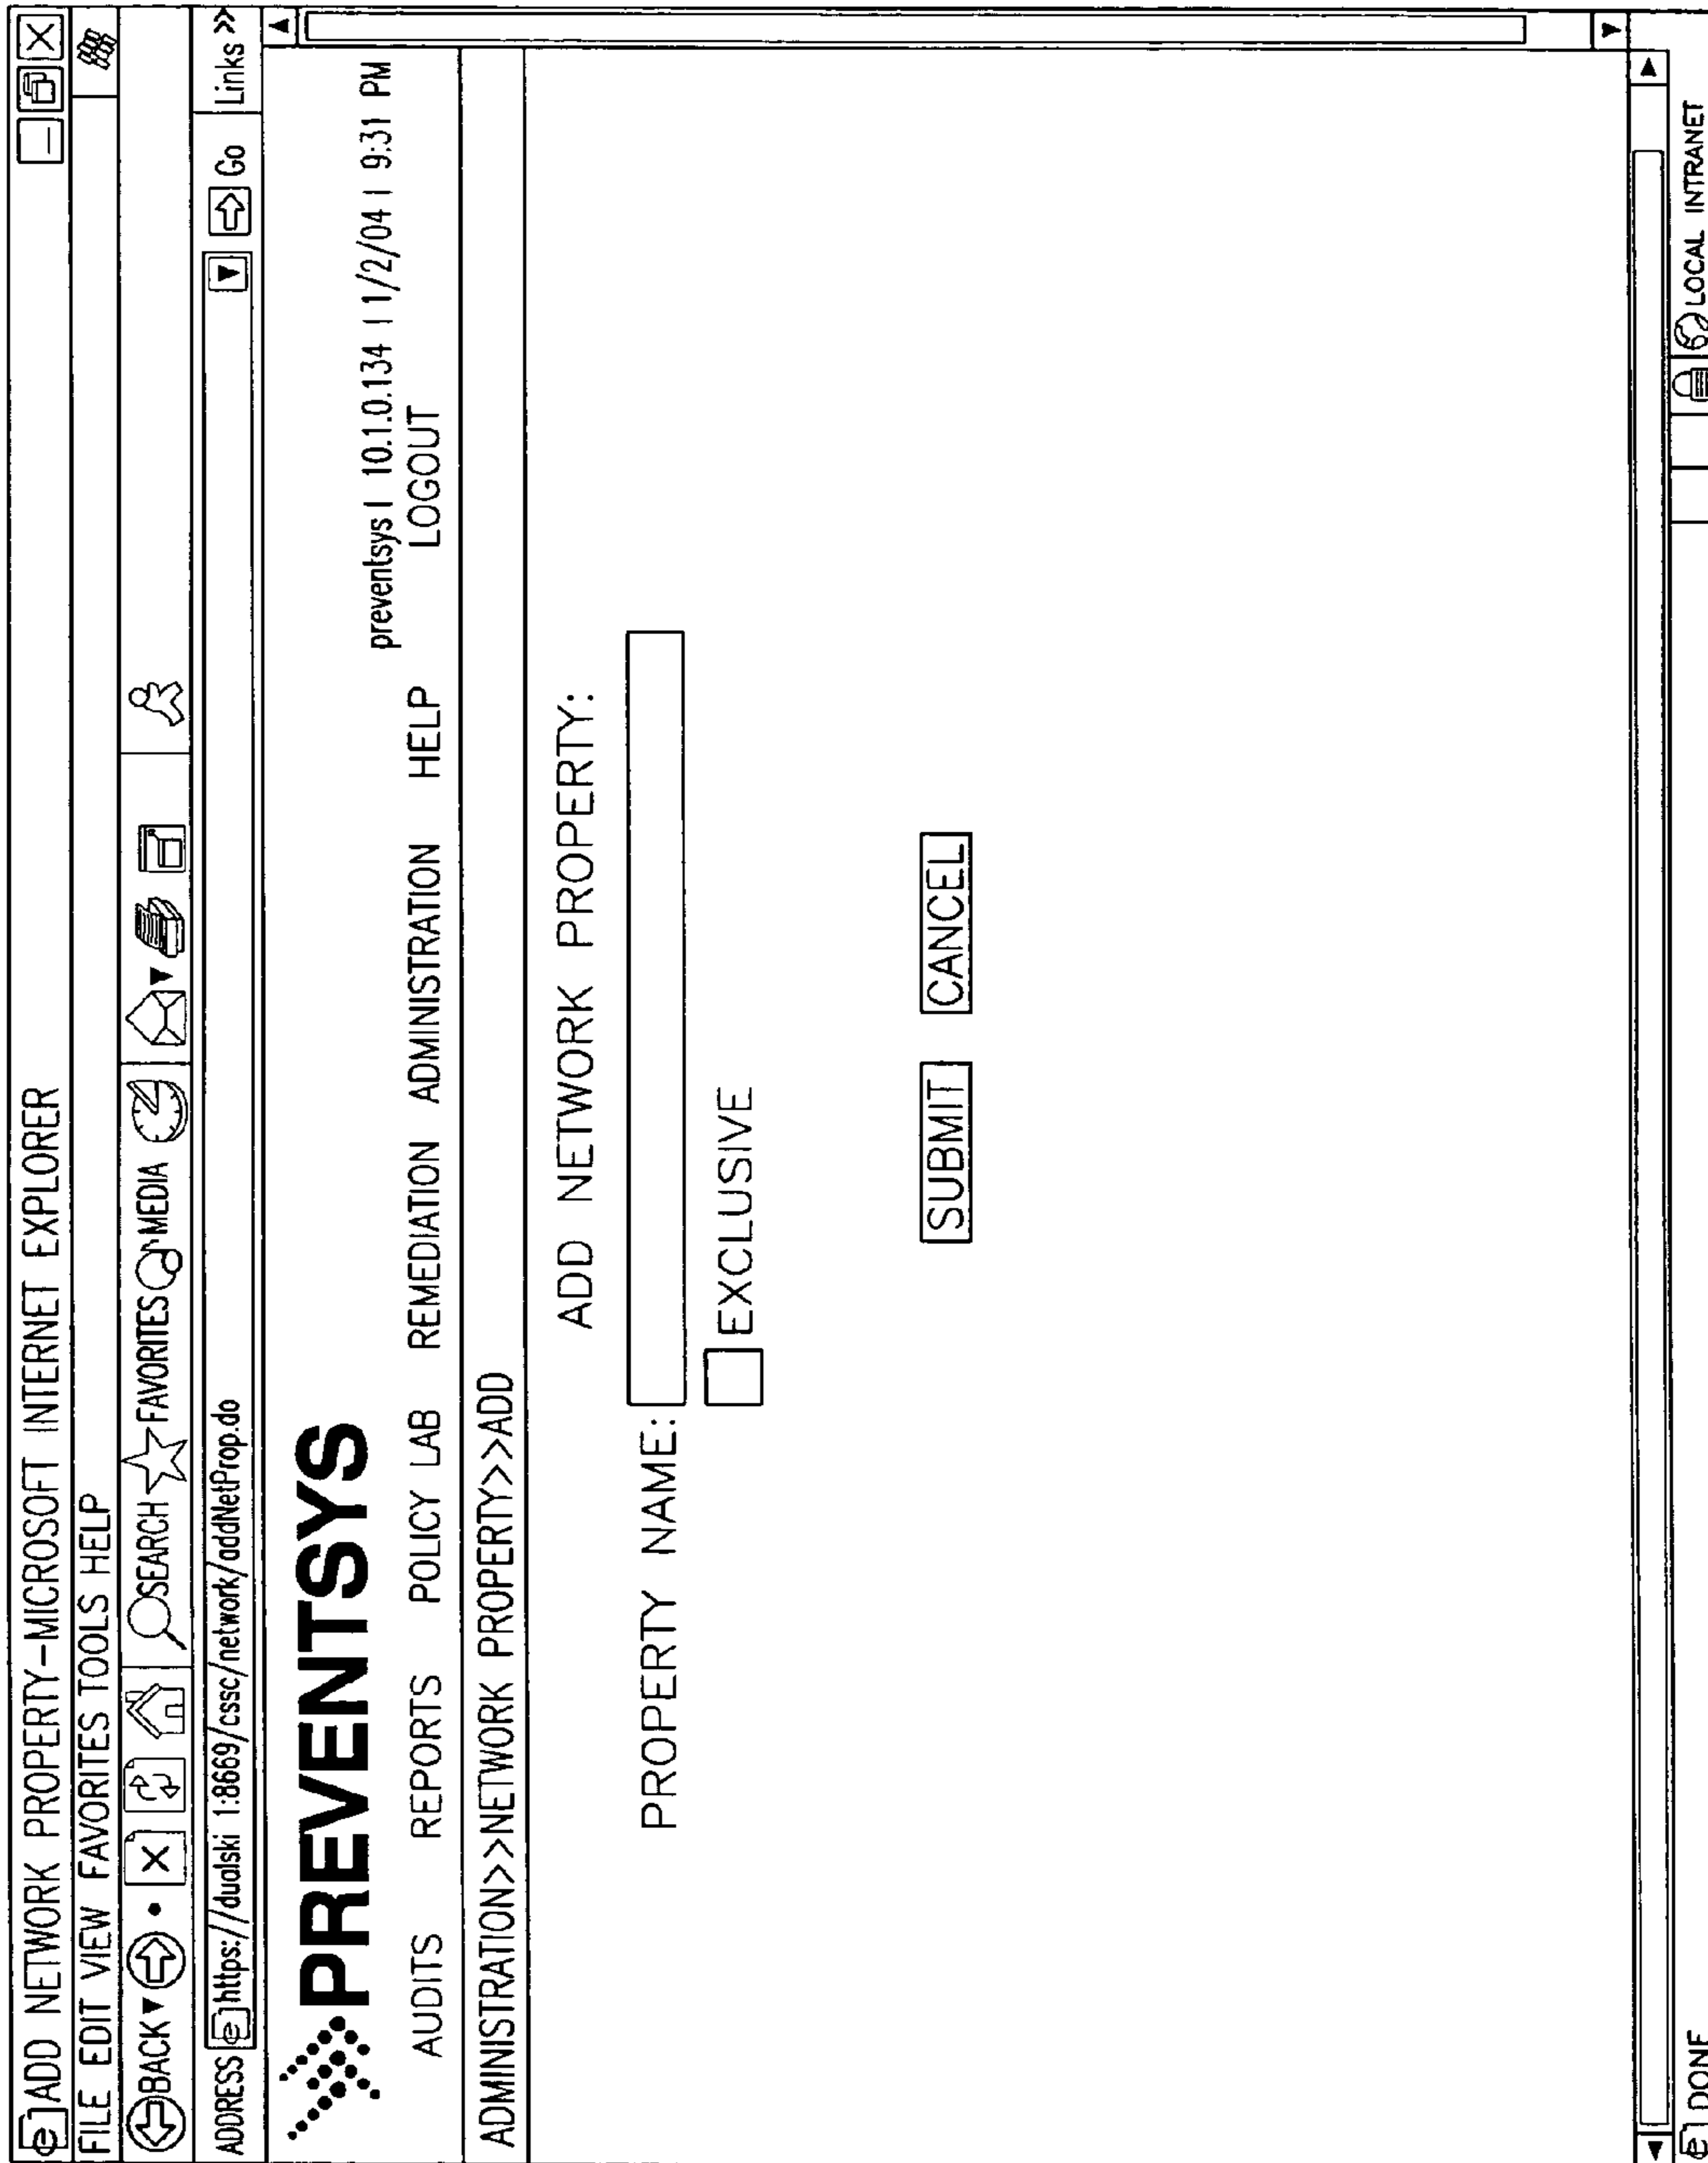 ADD NETWORK PROPERTY-MICROSOFT INTERNET EXPLORER
FILE EDIT VIEW FAVORITES TOOLS HELP
BACK SEARCH FAVORITES MEDIA
ADDRESS https://dualski 1:8669/cssc/network/addNetProp.do Go Links >>
PREVENTSYS
preventsys | 10.1.0.134 | 1/2/04 | 9:31 PM
AUDITS REPORTS POLICY LAB REMEDIATION ADMINISTRATION HELP LOGOUT
ADMINISTRATION>>NETWORK PROPERTY>>ADD
ADD NETWORK PROPERTY:
PROPERTY NAME:
EXCLUSIVE
SUBMIT CANCEL
DONE LOCAL INTRANET